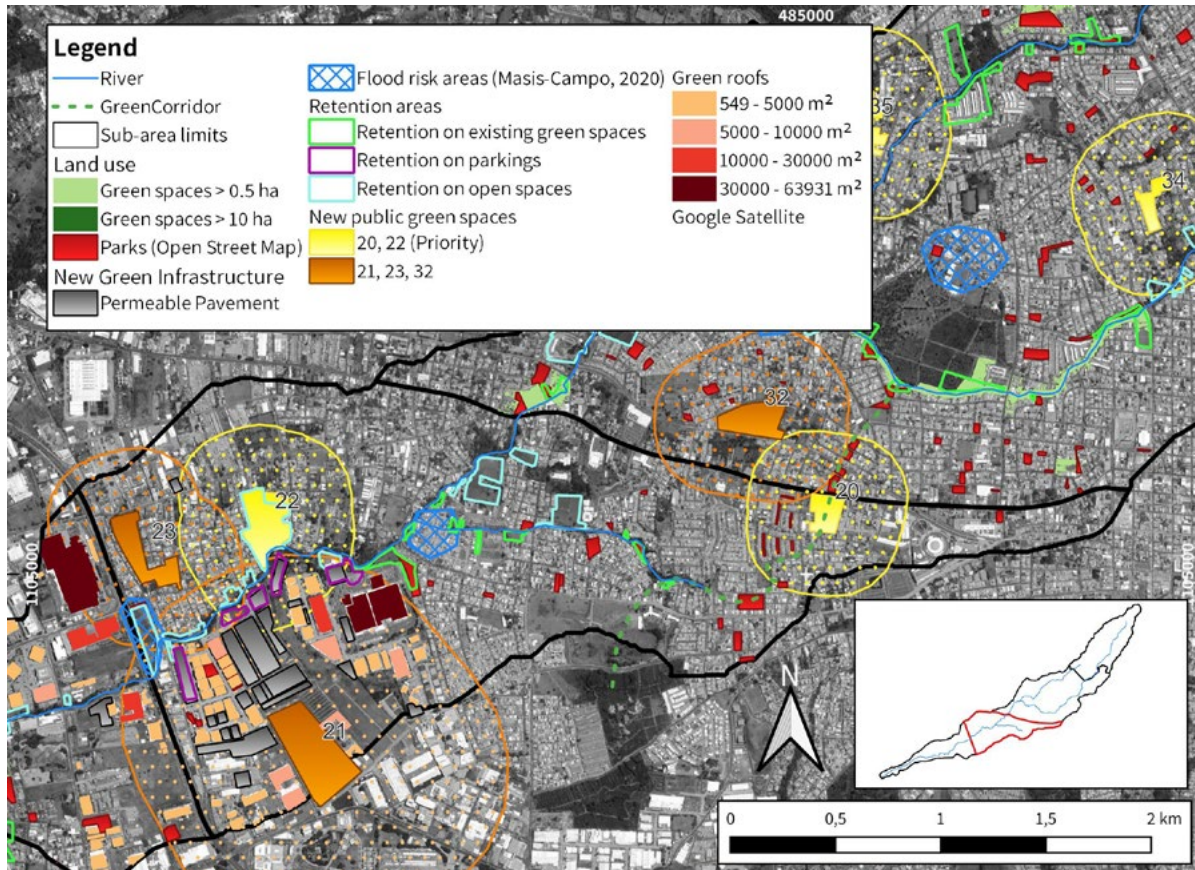 485000
Legend
River
GreenCorridor
Sub-area limits
Land use
Green spaces > 0.5 ha
Green spaces > 10 ha
Parks (Open Street Map)
New Green Infrastructure
Permeable Pavement
Flood risk areas (Masis-Campo, 2020)
Retention areas
Retention on existing green spaces
Retention on parkings
Retention on open spaces
New public green spaces
20, 22 (Priority)
21, 23, 32
Green roofs
549 - 5000 m²
5000 - 10000 m²
10000 - 30000 m²
30000 - 63931 m²
Google Satellite
35
34
32
20
22
23
21
1105000
1105000
N
0 0,5 1 1,5 2 km